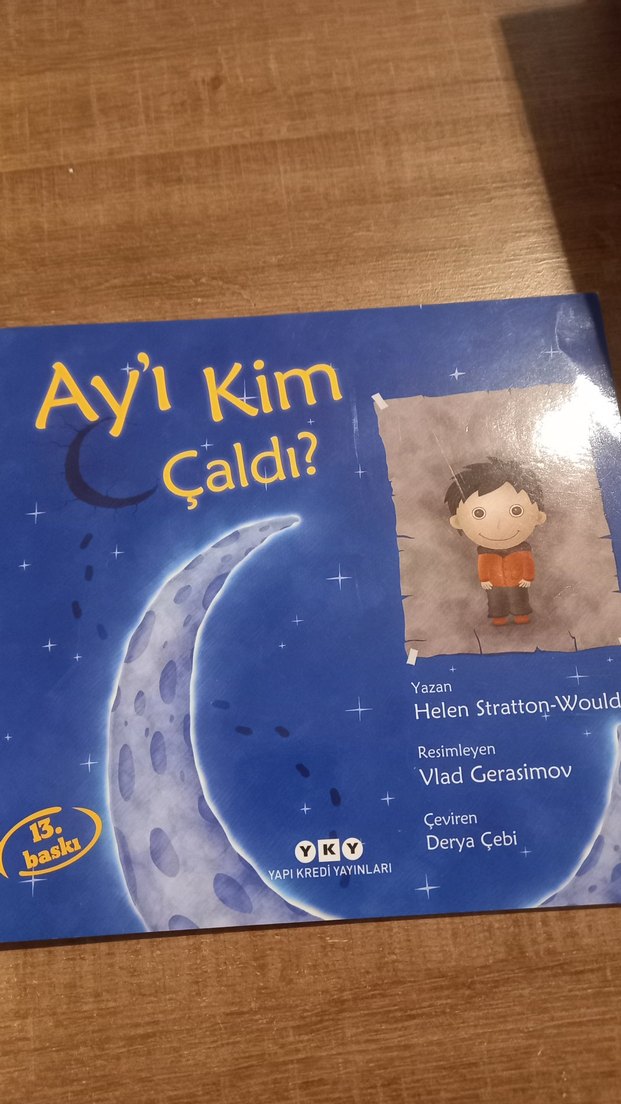 Ay'ı Kim
Çaldı?
Yazan
Helen Stratton-Would
Resimleyen
Vlad Gerasimov
Çeviren
Derya Çebi
13.
baskı
YKY
YAPI KREDİ YAYINLARI